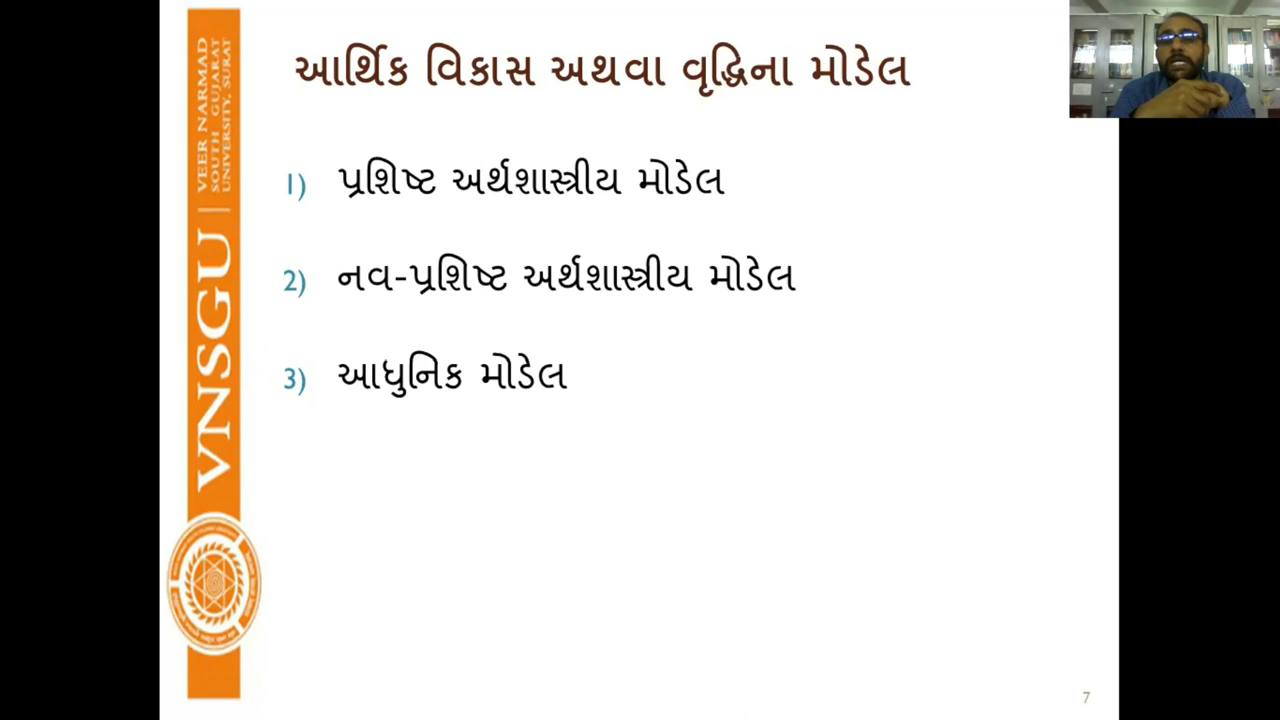 આર્થિક વિકાસ અથવા વૃદ્ધિના મોડેલ
1) પ્રશિષ્ટ અર્થશાસ્ત્રીય મોડેલ
2) નવ-પ્રશિષ્ટ અર્થશાસ્ત્રીય મોડેલ
3) આધુનિક મોડેલ
VNSGU
VEER NARMAD
SOUTH GUJARAT
UNIVERSITY, SURAT
7